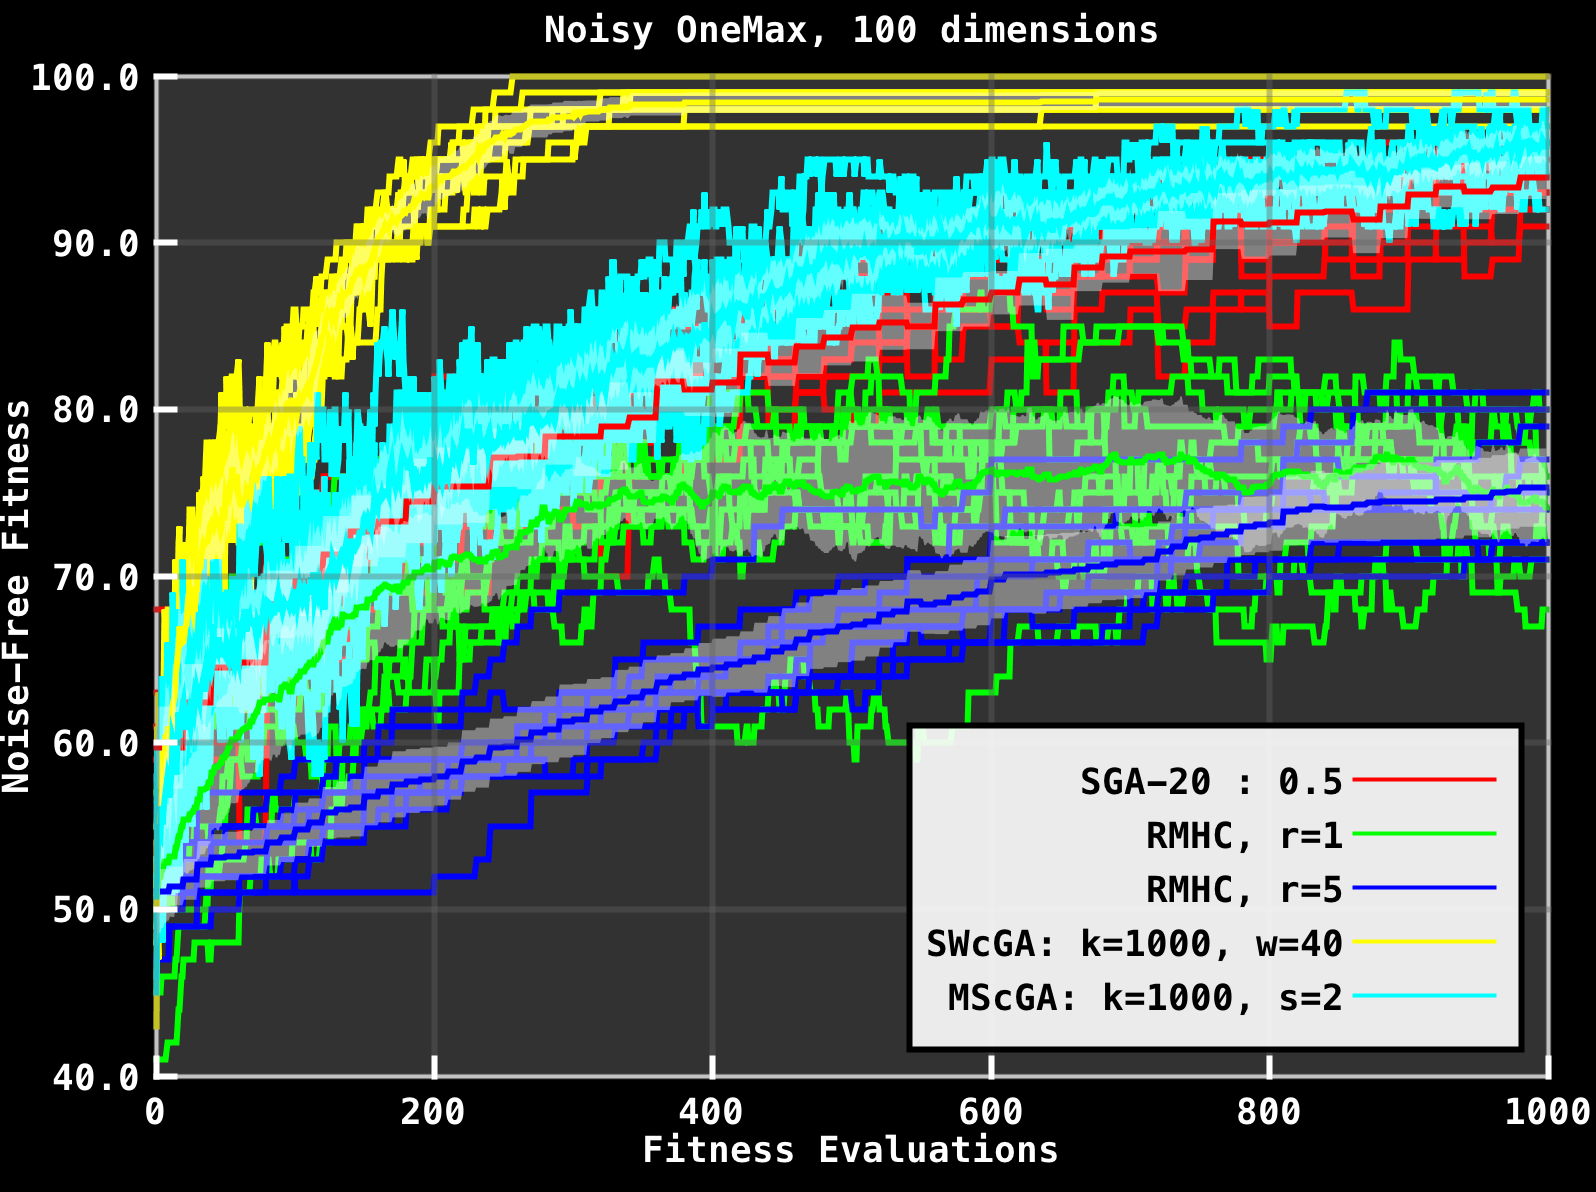 Noisy OneMax, 100 dimensions
100.0
90.0
80.0
70.0
60.0
50.0
40.0
Noise-Free Fitness
SGA-20 : 0.5
RMHC, r=1
RMHC, r=5
SWcGA: k=1000, w=40
MScGA: k=1000, s=2
0
200
400
600
800
1000
Fitness Evaluations